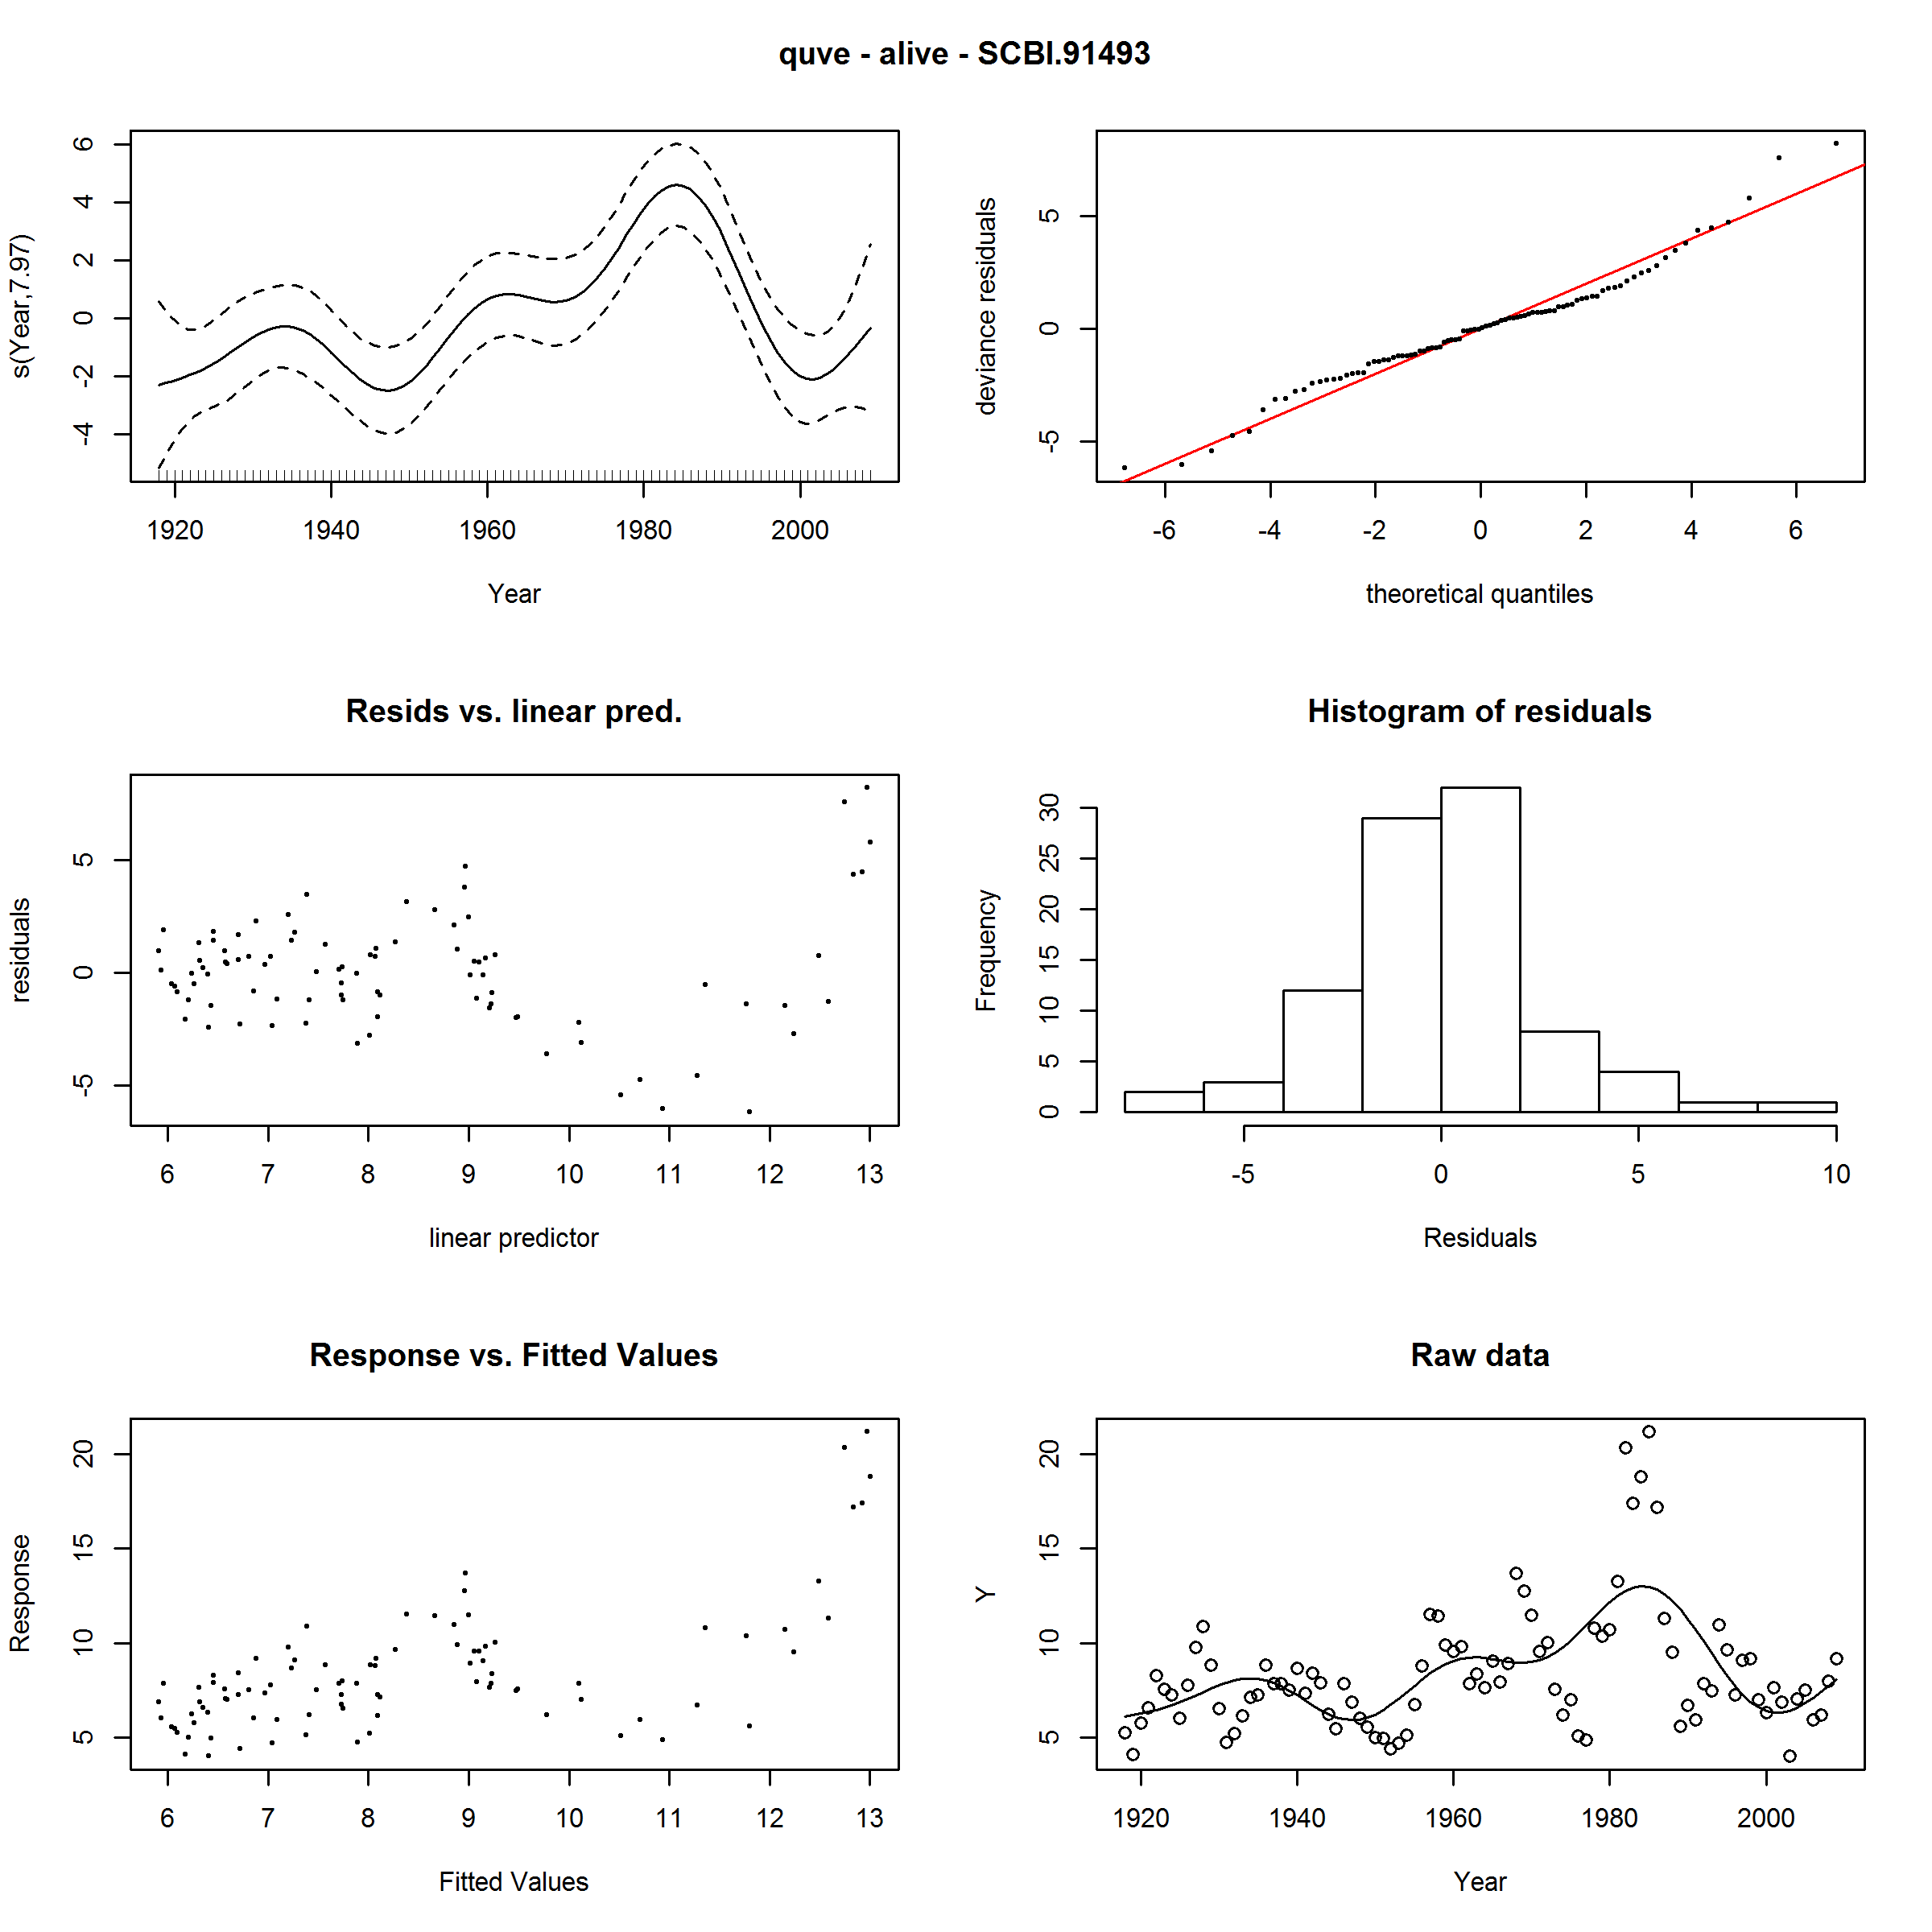 quve - alive - SCBI.91493
s(Year,7.97)
6
4
2
0
-2
-4
1920 1940 1960 1980 2000
Year
deviance residuals
5
0
-5
-6 -4 -2 0 2 4 6
theoretical quantiles
Resids vs. linear pred.
residuals
5
0
-5
6 7 8 9 10 11 12 13
linear predictor
Histogram of residuals
Frequency
30
25
20
15
10
5
0
-5 0 5 10
Residuals
Response vs. Fitted Values
Response
20
15
10
5
6 7 8 9 10 11 12 13
Fitted Values
Raw data
Y
20
15
10
5
1920 1940 1960 1980 2000
Year